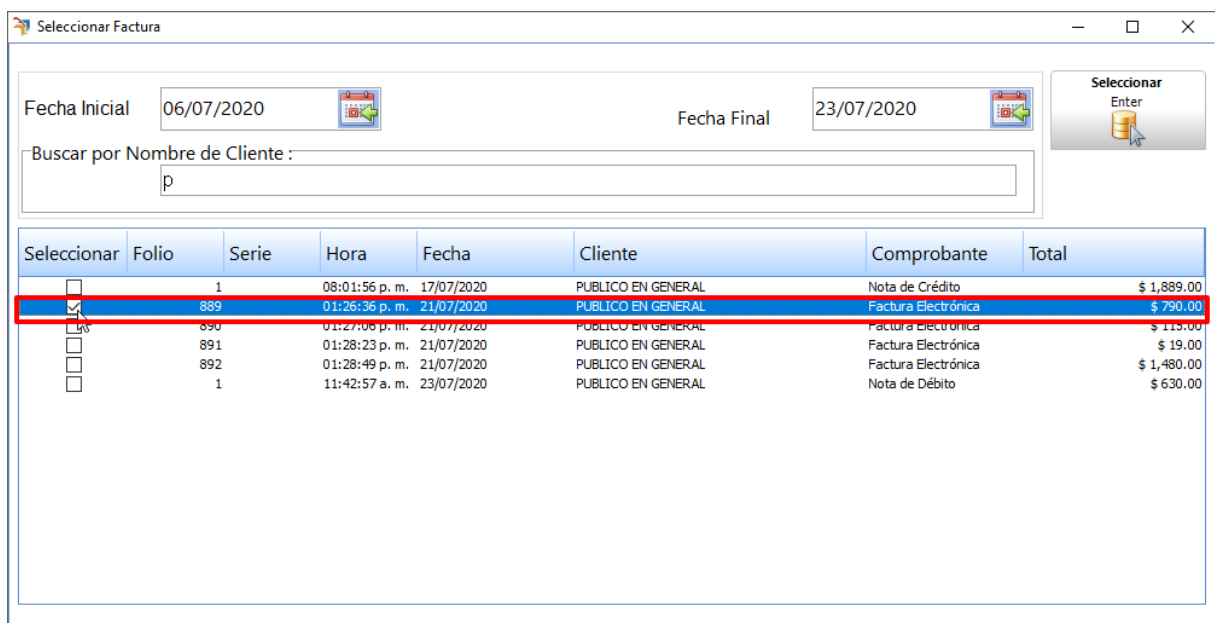 Seleccionar Factura
Fecha Inicial 06/07/2020 Fecha Final 23/07/2020
Seleccionar
Enter
Buscar por Nombre de Cliente :
p
Seleccionar Folio Serie Hora Fecha Cliente Comprobante Total
1 08:01:56 p. m. 17/07/2020 PUBLICO EN GENERAL Nota de Crédito $ 1,889.00
889 01:26:36 p. m. 21/07/2020 PUBLICO EN GENERAL Factura Electrónica $ 790.00
890 01:27:06 p. m. 21/07/2020 PUBLICO EN GENERAL Factura Electrónica $ 115.00
891 01:28:23 p. m. 21/07/2020 PUBLICO EN GENERAL Factura Electrónica $ 19.00
892 01:28:49 p. m. 21/07/2020 PUBLICO EN GENERAL Factura Electrónica $ 1,480.00
1 11:42:57 a. m. 23/07/2020 PUBLICO EN GENERAL Nota de Débito $ 630.00